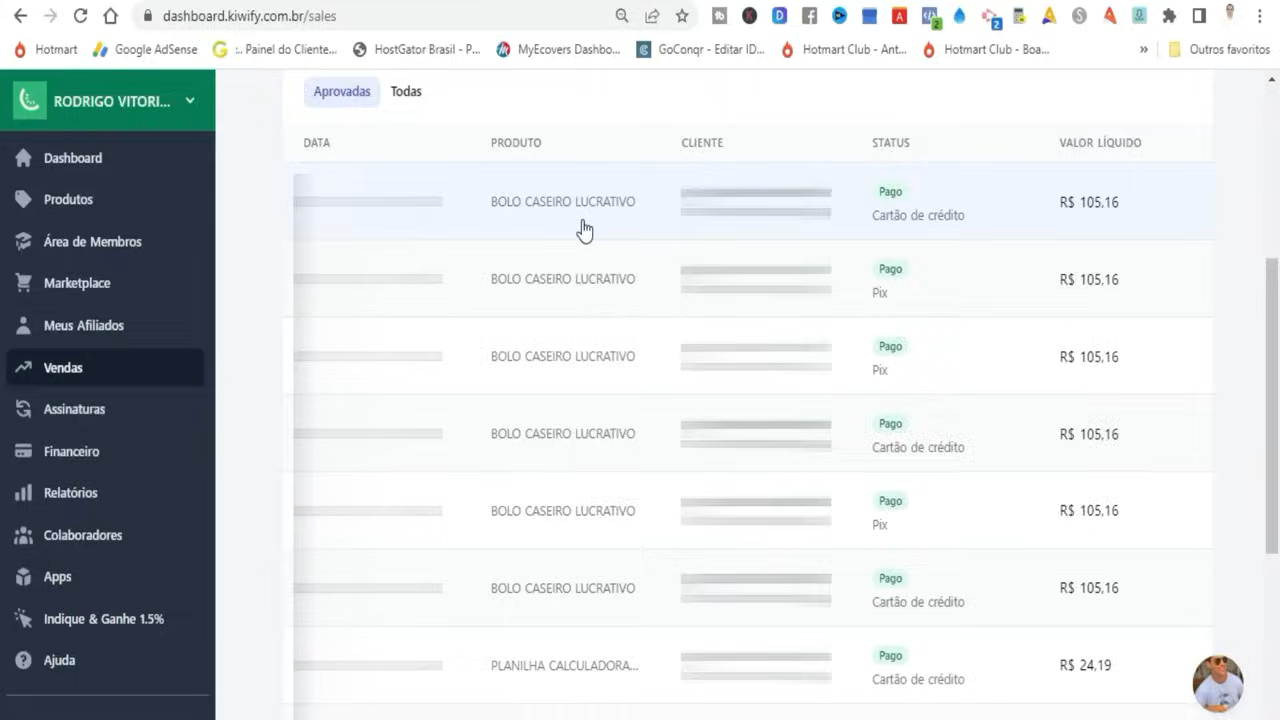 dashboard.kiwify.com.br/sales
Hotmart
Google AdSense
:. Painel do Cliente...
HostGator Brasil - P...
MyEcovers Dashbo...
GoConqr - Editar ID...
Hotmart Club - Ant...
Hotmart Club - Boa...
»
Outros favoritos
RODRIGO VITORI...
Dashboard
Produtos
Área de Membros
Marketplace
Meus Afiliados
Vendas
Assinaturas
Financeiro
Relatórios
Colaboradores
Apps
Indique & Ganhe 1.5%
Ajuda
Aprovadas Todas
DATA PRODUTO CLIENTE STATUS VALOR LÍQUIDO
BOLO CASEIRO LUCRATIVO Pago R$ 105,16
Cartão de crédito
BOLO CASEIRO LUCRATIVO Pago R$ 105,16
Pix
BOLO CASEIRO LUCRATIVO Pago R$ 105,16
Pix
BOLO CASEIRO LUCRATIVO Pago R$ 105,16
Cartão de crédito
BOLO CASEIRO LUCRATIVO Pago R$ 105,16
Pix
BOLO CASEIRO LUCRATIVO Pago R$ 105,16
Cartão de crédito
PLANILHA CALCULADORA... Pago R$ 24,19
Cartão de crédito